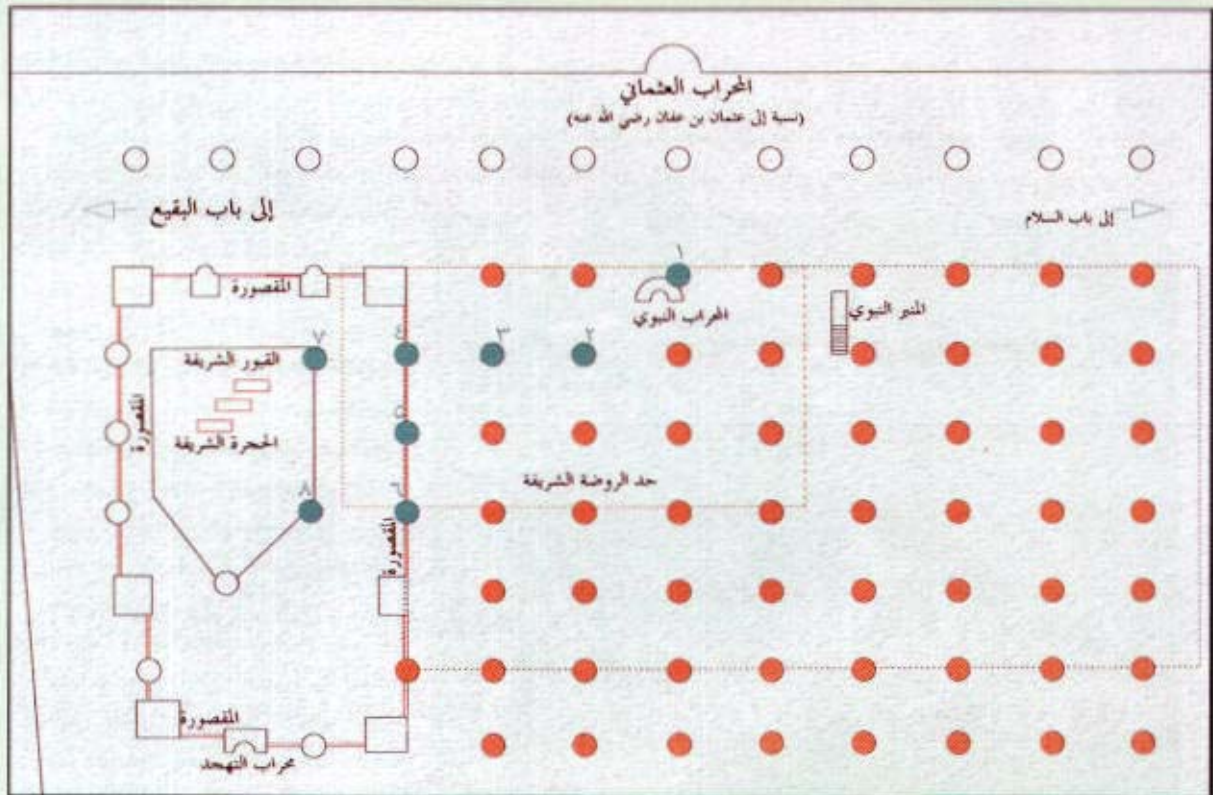 المحراب العثماني
(نسبة إلى عثمان بن عفان رضي الله عنه)
إلى باب السلام
إلى باب البقيع
١
المحراب النبوي
المنبر النبوي
المقصورة
٢
٣
٤
٧
القبور الشريفة
المقصورة
الحجرة الشريفة
٥
حد الروضة الشريفة
٦
٨
المقصورة
المقصورة
محراب التهجد